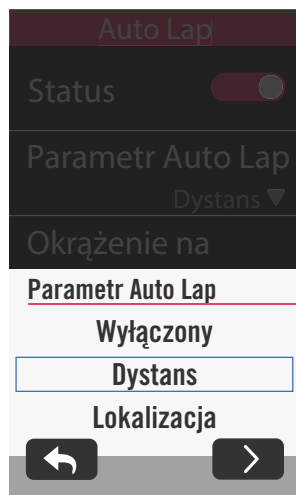 Auto Lap
Status
Parametr Auto Lap
Dystans
Okrążenie na
Parametr Auto Lap
Wyłączony
Dystans
Lokalizacja